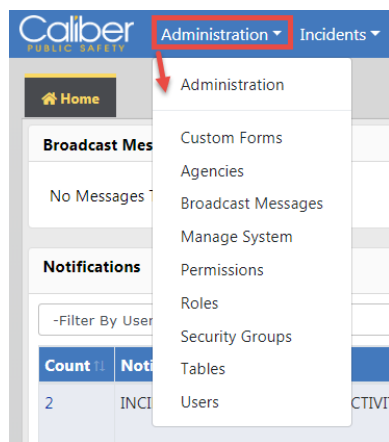 Caliber
PUBLIC SAFETY
Administration Incidents
Home
Administration
Broadcast Mes
Custom Forms
Agencies
No Messages
Broadcast Messages
Manage System
Notifications
Permissions
Roles
-Filter By User
Security Groups
Count Noti
Tables
2 INCI CTIVI
Users